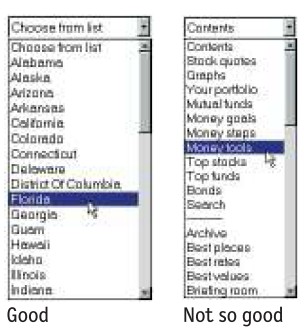 Choose from list
Choose from list
Alabama
Alaska
Arizona
Arkansas
California
Colorado
Connecticut
Delaware
District Of Columbia
Florida
Georgia
Guam
Hawaii
Idaho
Illinois
Indiana
Good
Contents
Contents
Stock quotes
Graphs
Your portfolio
Mutual funds
Money goals
Money steps
Money tools
Top stocks
Top funds
Bonds
Search
----------
Archive
Best places
Best rates
Best values
Briefing room
Not so good